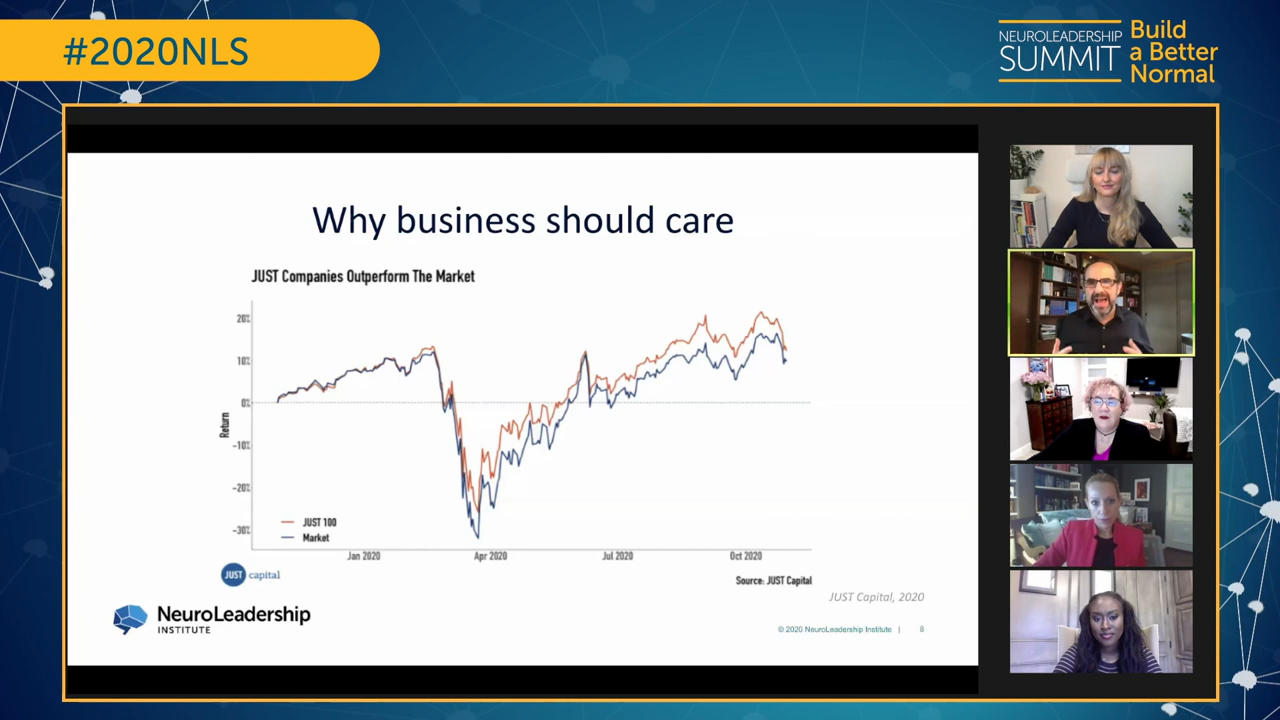 #2020NLS
NEUROLEADERSHIP
SUMMIT
Build
a Better
Normal
Why business should care
JUST Companies Outperform The Market
20%
10%
0%
-10%
-20%
-30%
Return
JUST 100
Market
Jan 2020
Apr 2020
Jul 2020
Oct 2020
Source: JUST Capital
JUST capital
JUST Capital, 2020
NeuroLeadership
INSTITUTE
© 2020 NeuroLeadership Institute | 8